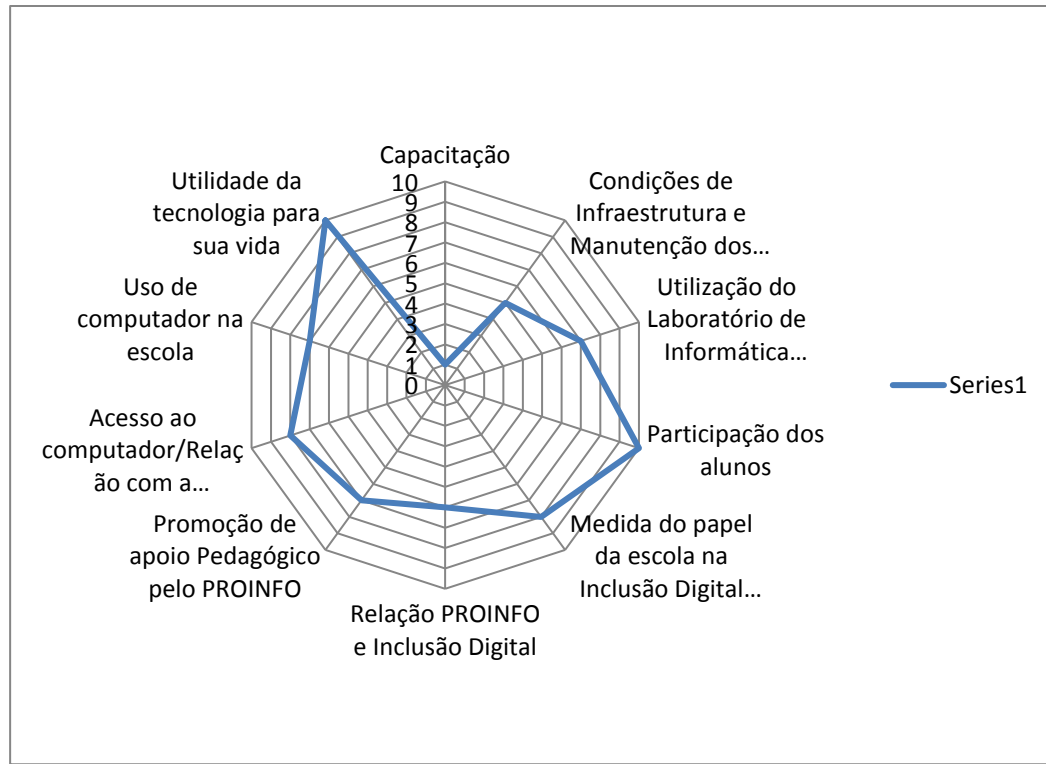 Capacitação
10
9
8
7
6
5
4
3
2
1
0
Condições de
Infraestrutura e
Manutenção dos...
Utilização do
Laboratório de
Informática...
Participação dos
alunos
Medida do papel
da escola na
Inclusão Digital...
Relação PROINFO
e Inclusão Digital
Promoção de
apoio Pedagógico
pelo PROINFO
Acesso ao
computador/Relaç
ão com a...
Uso de
computador na
escola
Utilidade da
tecnologia para
sua vida
Series1